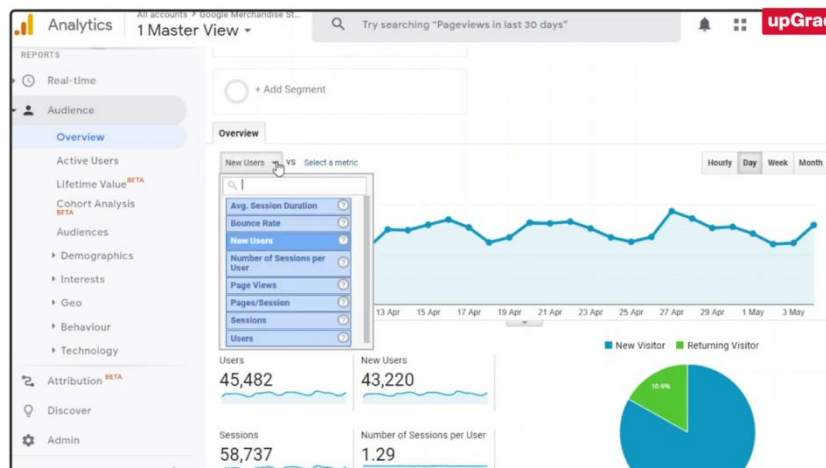 All accounts > Google Merchandise St...
Analytics
1 Master View
Try searching "Pageviews in last 30 days"
upGrad
REPORTS
Real-time
Audience
Overview
Active Users
Lifetime Value BETA
Cohort Analysis
BETA
Audiences
Demographics
Interests
Geo
Behaviour
Technology
Attribution BETA
Discover
Admin
+ Add Segment
Overview
New Users VS Select a metric
Hourly Day Week Month
Avg. Session Duration
Bounce Rate
New Users
Number of Sessions per
User
Page Views
Pages/Session
Sessions
Users
13 Apr 15 Apr 17 Apr 19 Apr 21 Apr 23 Apr 25 Apr 27 Apr 29 Apr 1 May 3 May
New Visitor Returning Visitor
Users
45,482
New Users
43,220
Sessions
58,737
Number of Sessions per User
1.29